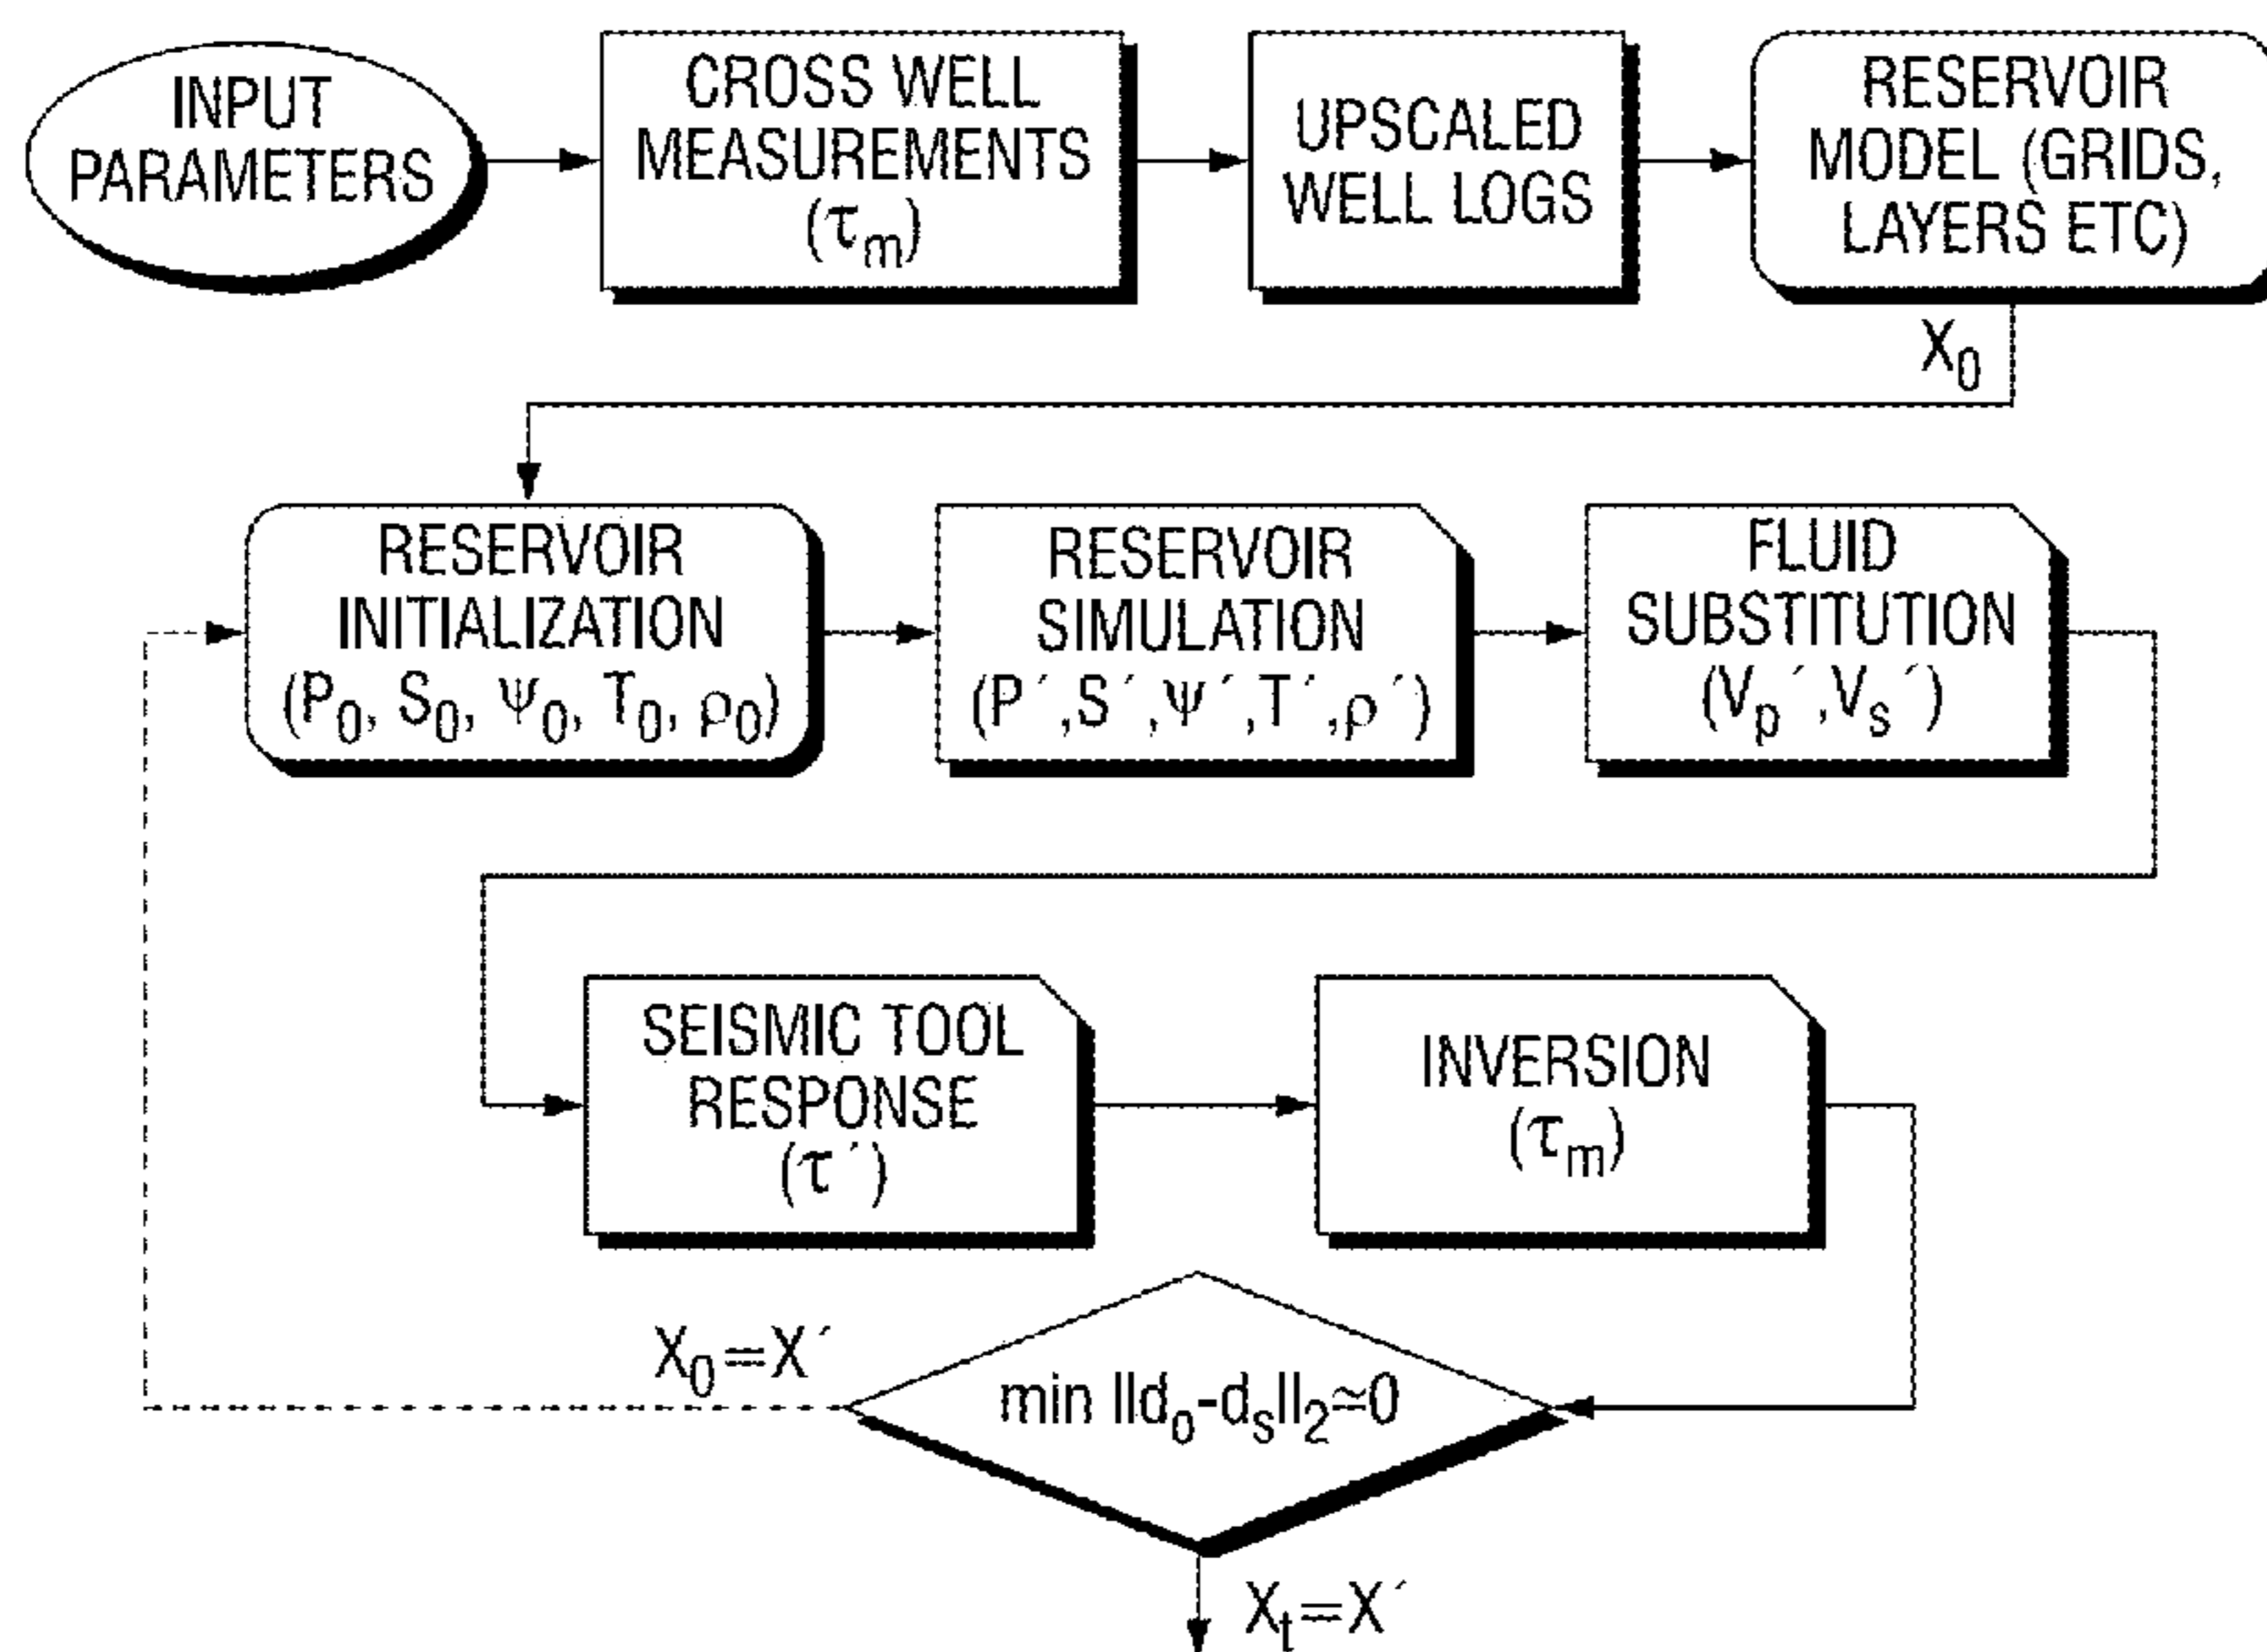 INPUT
PARAMETERS
CROSS WELL
MEASUREMENTS
(τm)
UPSCALED
WELL LOGS
RESERVOIR
MODEL (GRIDS,
LAYERS ETC)
X0
RESERVOIR
INITIALIZATION
(P0, S0, Ψ0, T0, ρ0)
RESERVOIR
SIMULATION
(P´,S´,Ψ´,T´,ρ´)
FLUID
SUBSTITUTION
(Vp´,Vs´)
SEISMIC TOOL
RESPONSE
(τ´)
INVERSION
(τm)
X0=X´
min ||do-ds||2≃0
Xt=X´